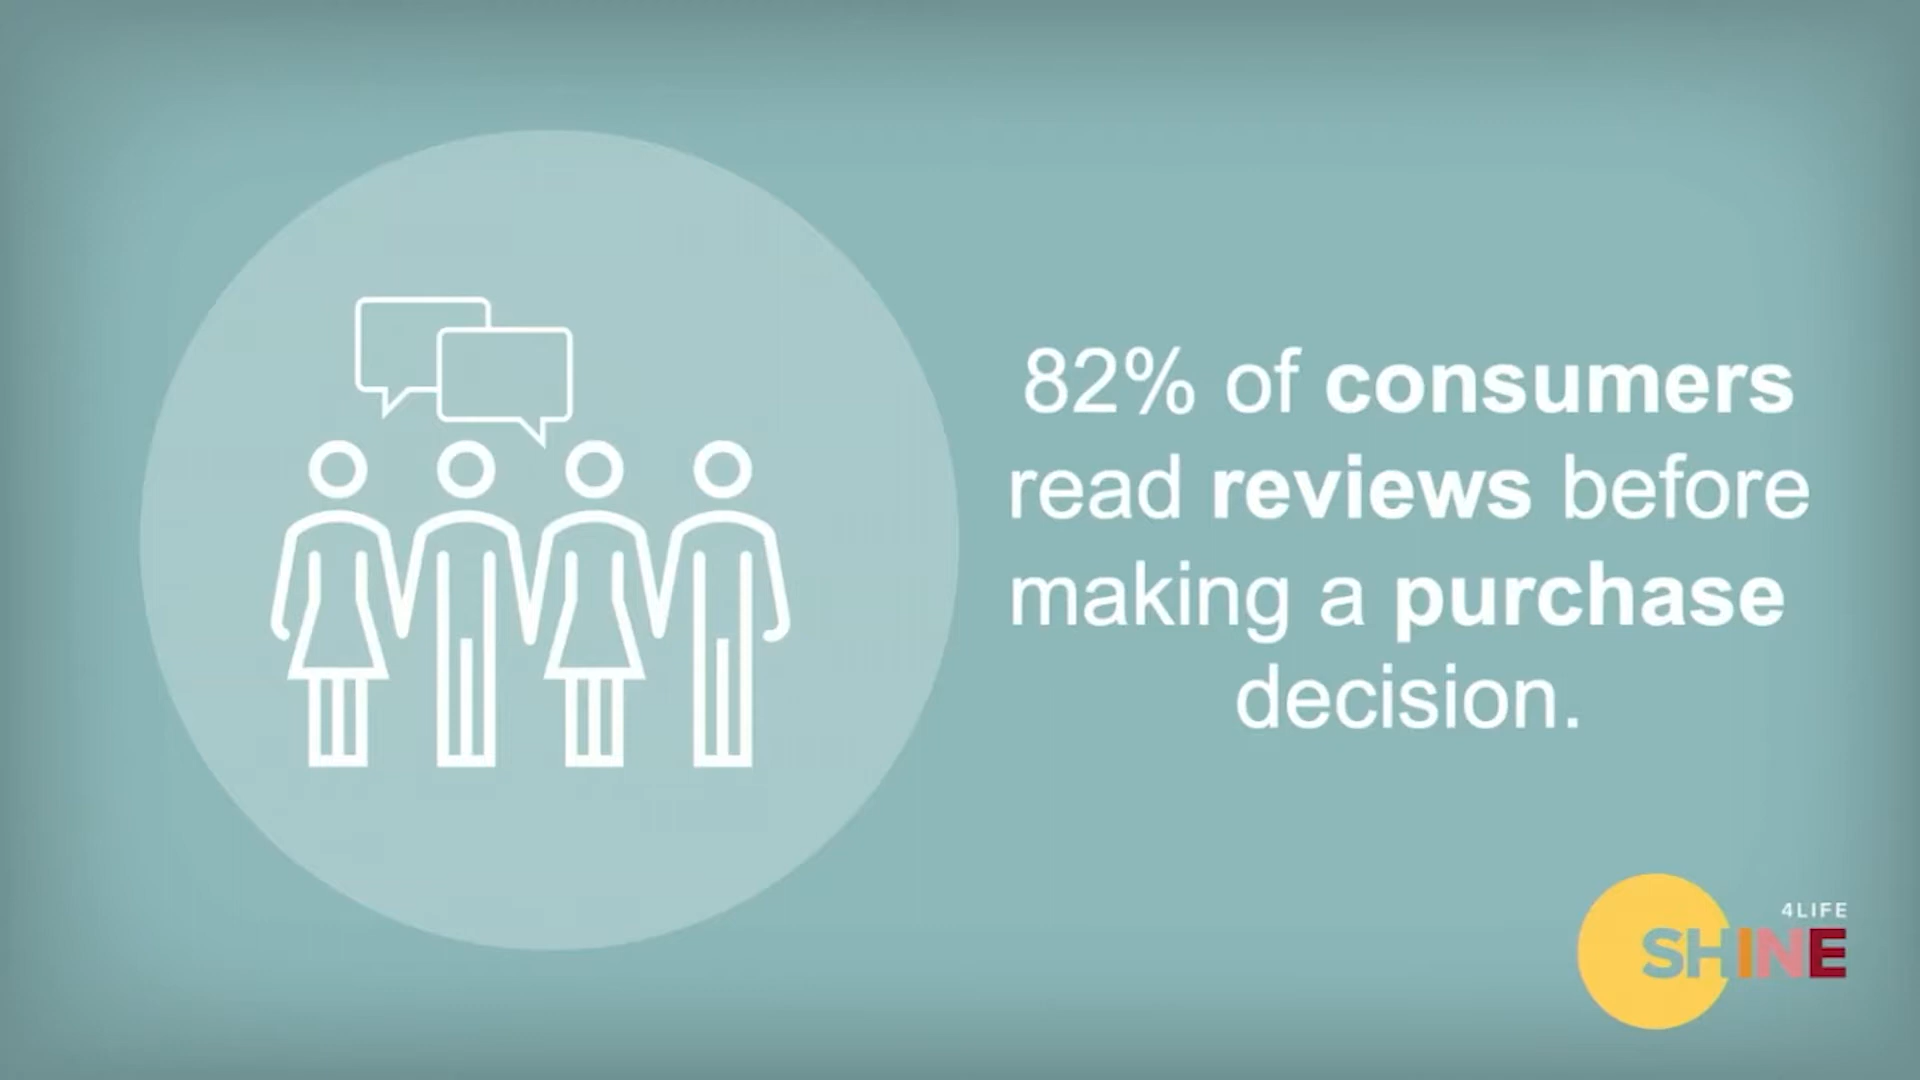 82% of consumers
read reviews before
making a purchase
decision.
4LIFE
SHINE